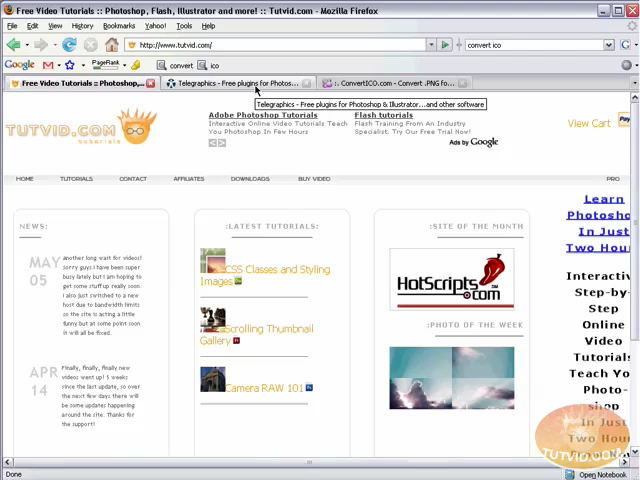 Free Video Tutorials :: Photoshop, Flash, Illustrator and more! :: Tutvid.com - Mozilla Firefox
File Edit View History Bookmarks Yahoo! Tools Help
http://www.tutvid.com/
convert ico
Google PageRank convert ico
Free Video Tutorials :: Photoshop,...
Telegraphics - Free plugins for Photos...
:. ConvertICO.com - Convert .PNG fo...
Telegraphics - Free plugins for Photoshop & Illustrator...and other software
TUTVID.COM
tutorials
Adobe Photoshop Tutorials
Interactive Online Video Tutorials Teach
You Photoshop In Few Hours
Flash tutorials
Flash Training From An Industry
Specialist. Try Our Free Trial Now!
Ads by Google
View Cart
HOME TUTORIALS CONTACT AFFILIATES DOWNLOADS BUY VIDEO PRO
NEWS:
MAY
05
Another long wait for videos!
Sorry guys i have been super
busy lately but i am hoping to
get some stuff up really soon.
I also just switched to a new
host due to bandwidth limits
so the site is acting a little
funny but at some point soon
it will all be fixed.
APR
14
Finally, finally, finally new
videos went up! 5 weeks
since the last update, so over
the next few days there will
be some updates happening
around the site. Thanks for
the support!
:LATEST TUTORIALS:
CSS Classes and Styling
Images
Scrolling Thumbnail
Gallery
Camera RAW 101
:SITE OF THE MONTH
HotScripts
.com
:PHOTO OF THE WEEK
Learn
Photosho
In Just
Two Hour
Interactiv
Step-by-
Step
Online
Video
Tutorials
Teach You
Photo-
shop
In Just
Two Hour
TUTVID.COM
Done
Open Notebook